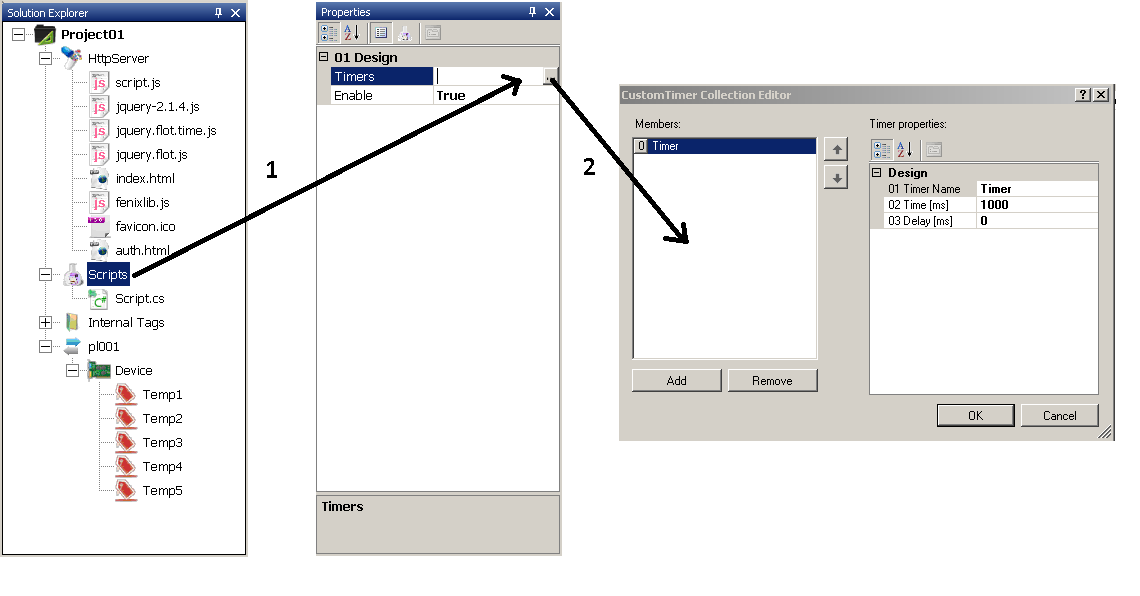 Solution Explorer
Project01
HttpServer
script.js
jquery-2.1.4.js
jquery.flot.time.js
jquery.flot.js
index.html
fenixlib.js
favicon.ico
auth.html
Scripts
Script.cs
Internal Tags
pl001
Device
Temp1
Temp2
Temp3
Temp4
Temp5
1
Properties
01 Design
Timers
Enable True
Timers
2
CustomTimer Collection Editor
Members:
0 Timer
Add Remove
Timer properties:
Design
01 Timer Name Timer
02 Time [ms] 1000
03 Delay [ms] 0
OK Cancel